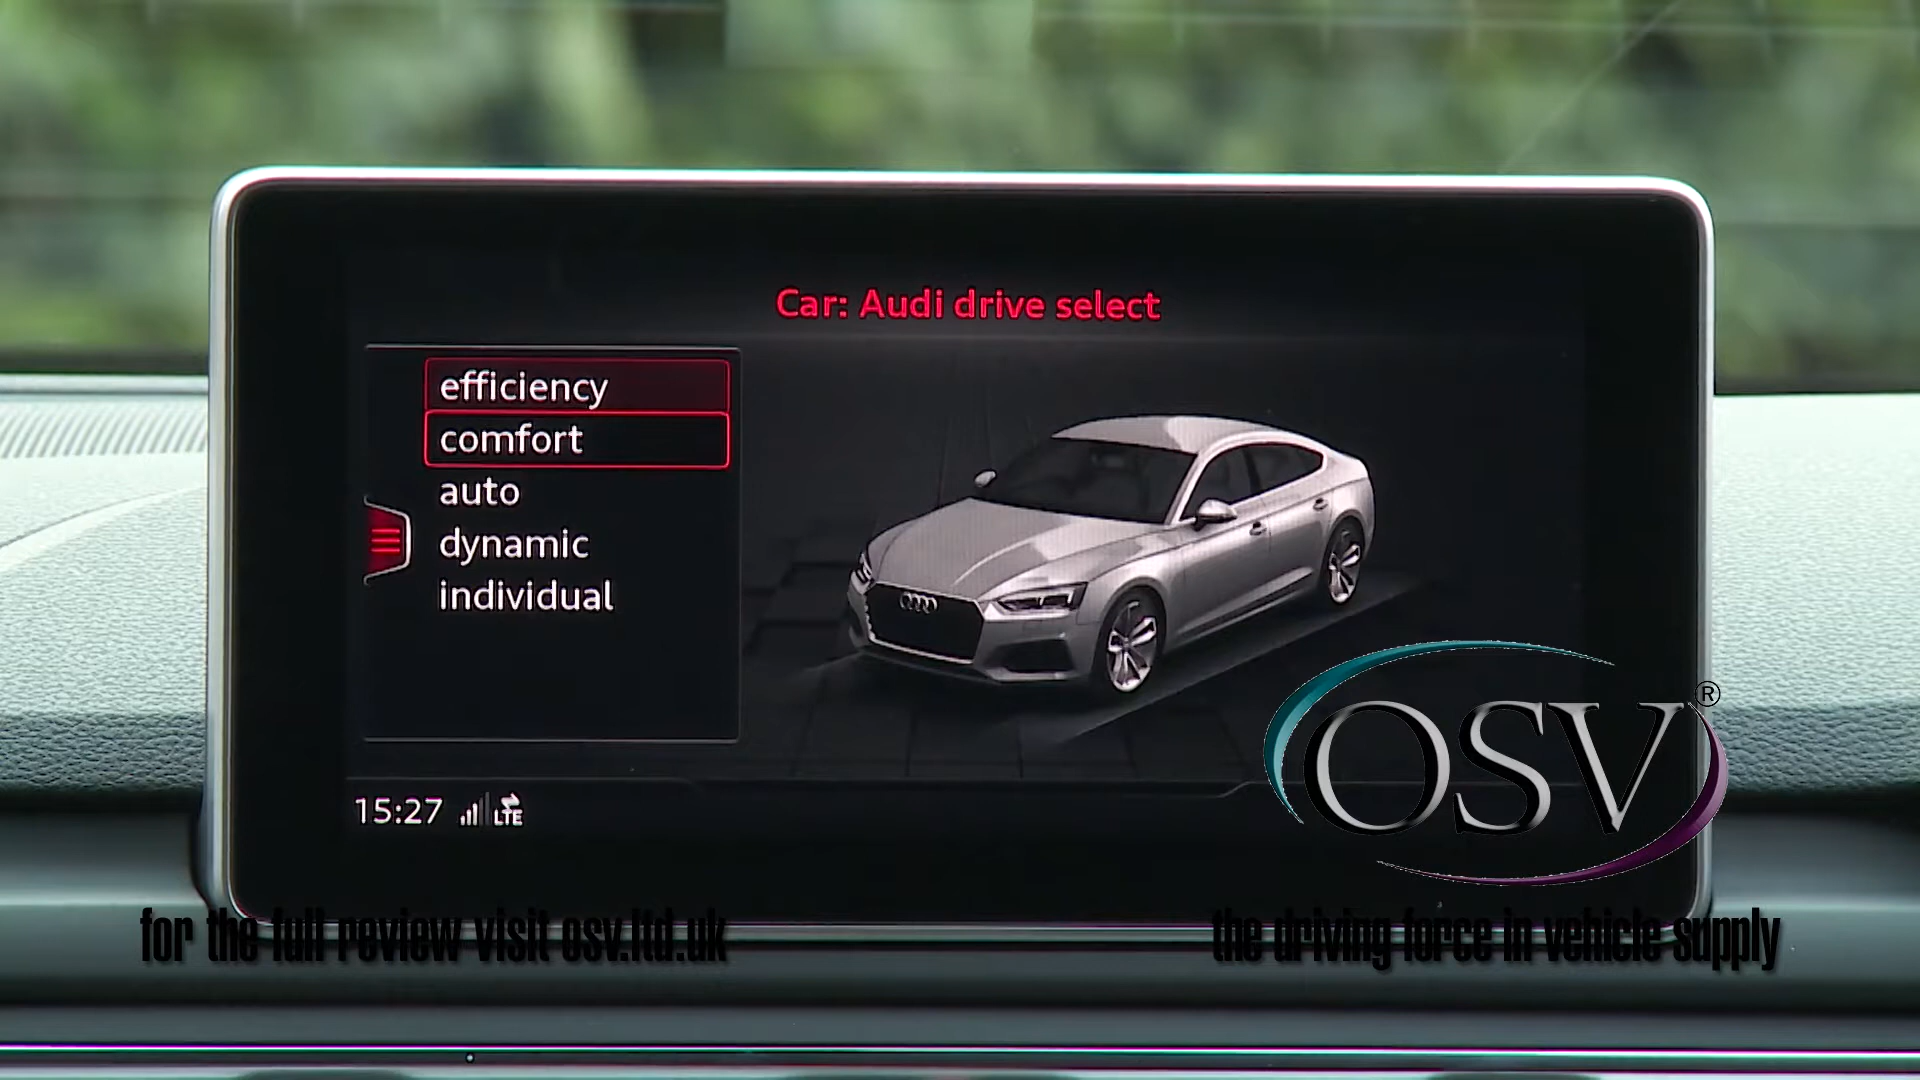 Car: Audi drive select
efficiency
comfort
auto
dynamic
individual
15:27 LTE
OSV®
for the full review visit osv.ltd.uk
the driving force in vehicle supply